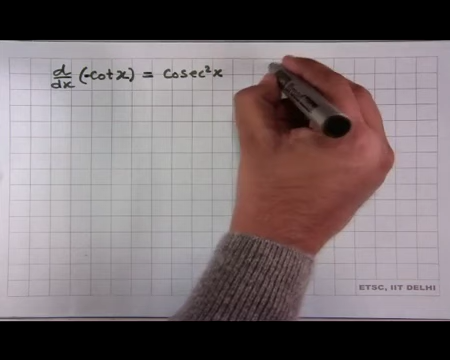 d/dx (-cot x) = cosec²x
ETSC, IIT DELHI